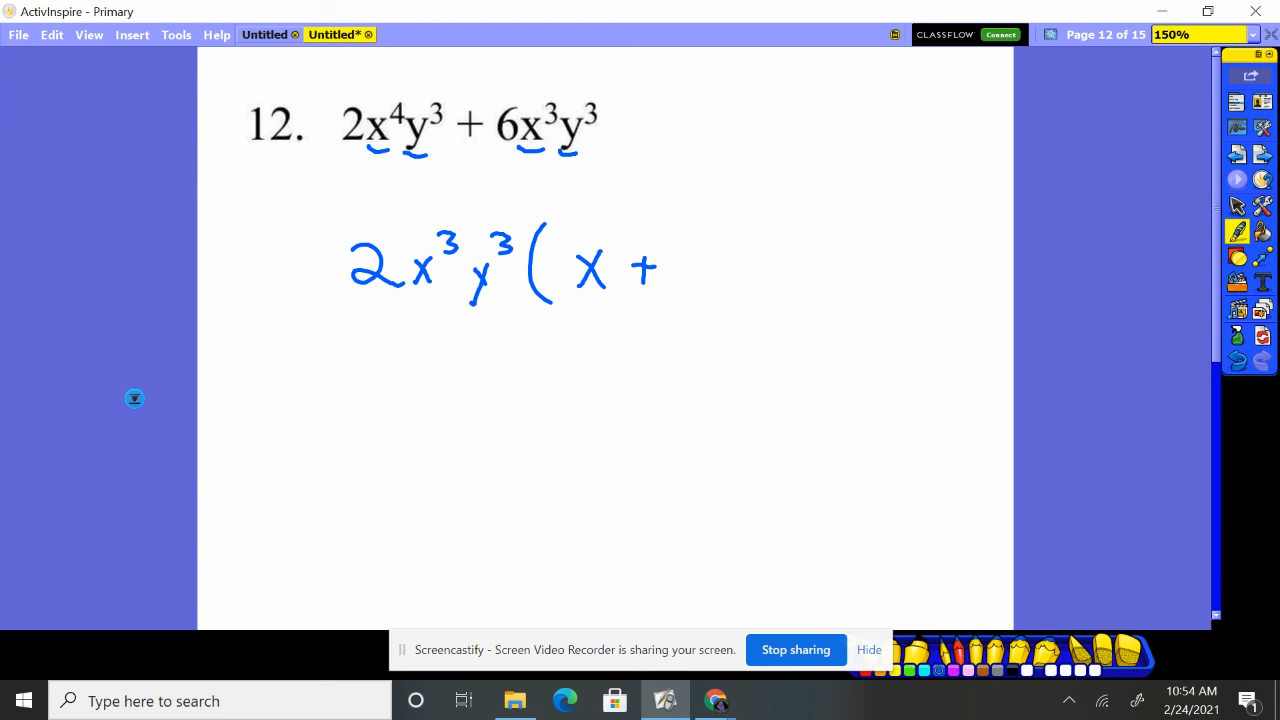 ActivInspire - Primary
File Edit View Insert Tools Help Untitled Untitled* CLASSFLOW Connect Page 12 of 15 150%
12. 2x⁴y³ + 6x³y³
2x³y³( x +
Screencastify - Screen Video Recorder is sharing your screen. Stop sharing Hide
Type here to search
10:54 AM
2/24/2021
1